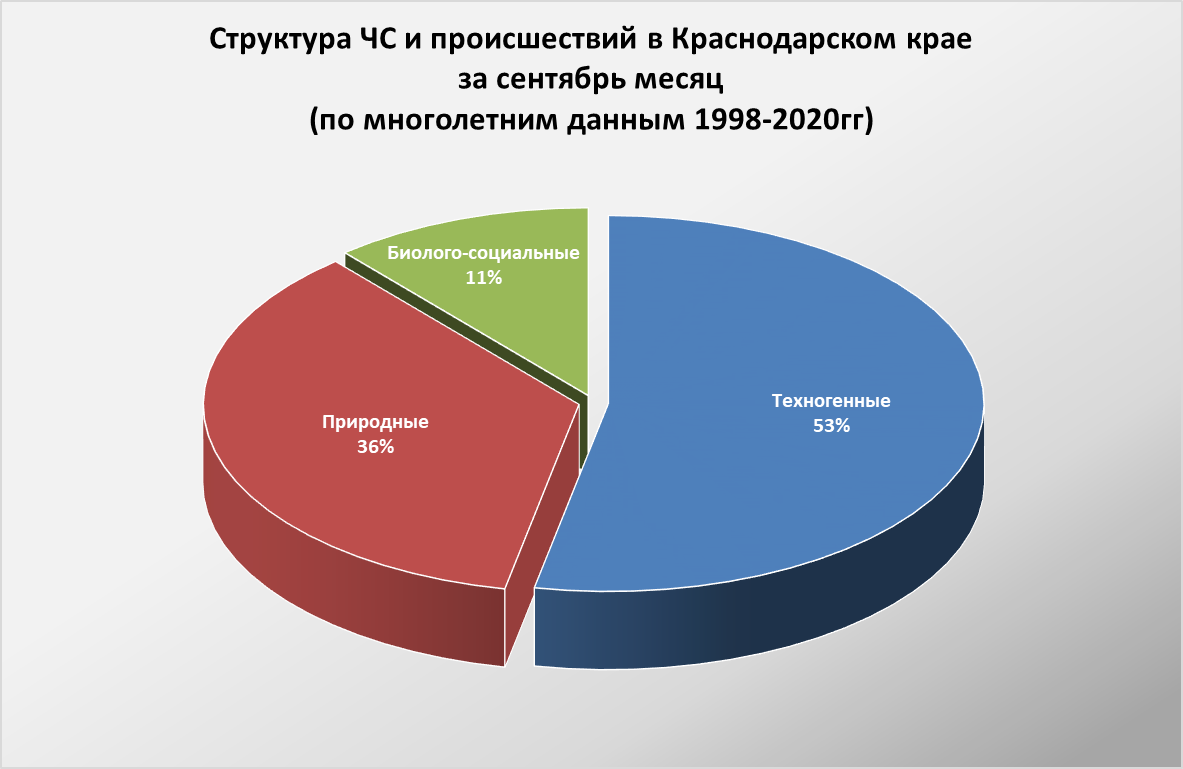 Структура ЧС и происшествий в Краснодарском крае
за сентябрь месяц
(по многолетним данным 1998-2020гг)
Биолого-социальные
11%
Техногенные
53%
Природные
36%